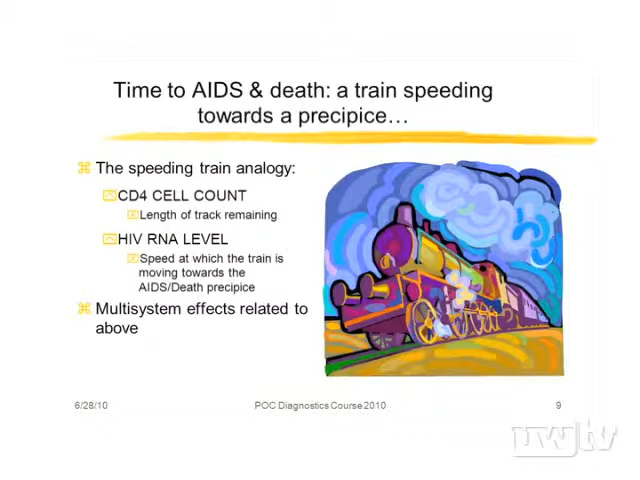 Time to AIDS & death: a train speeding
towards a precipice…
The speeding train analogy:
CD4 CELL COUNT
Length of track remaining
HIV RNA LEVEL
Speed at which the train is
moving towards the
AIDS/Death precipice
Multisystem effects related to
above
6/28/10
POC Diagnostics Course 2010
9
uwtv